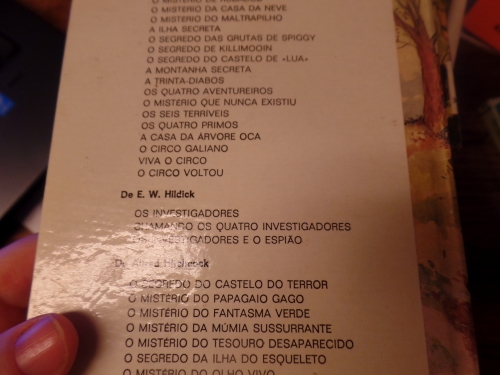 O MISTÉRIO DA CASA DA NEVE
O MISTÉRIO DO MALTRAPILHO
A ILHA SECRETA
O SEGREDO DAS GRUTAS DE SPIGGY
O SEGREDO DE KILLIMOOIN
O SEGREDO DO CASTELO DE «LUA»
A MONTANHA SECRETA
A TRINTA-DIABOS
OS QUATRO AVENTUREIROS
O MISTÉRIO QUE NUNCA EXISTIU
OS SEIS TERRÍVEIS
OS QUATRO PRIMOS
A CASA DA ARVORE OCA
O CIRCO GALIANO
VIVA O CIRCO
O CIRCO VOLTOU
De E. W. Hildick
OS INVESTIGADORES
CHAMANDO OS QUATRO INVESTIGADORES
OS INVESTIGADORES E O ESPIÃO
De Alfred Hitchcock
O SEGREDO DO CASTELO DO TERROR
O MISTÉRIO DO PAPAGAIO GAGO
O MISTÉRIO DO FANTASMA VERDE
O MISTÉRIO DA MÚMIA SUSSURRANTE
O MISTÉRIO DO TESOURO DESAPARECIDO
O SEGREDO DA ILHA DO ESQUELETO
O MISTÉRIO DO OLHO VIVO